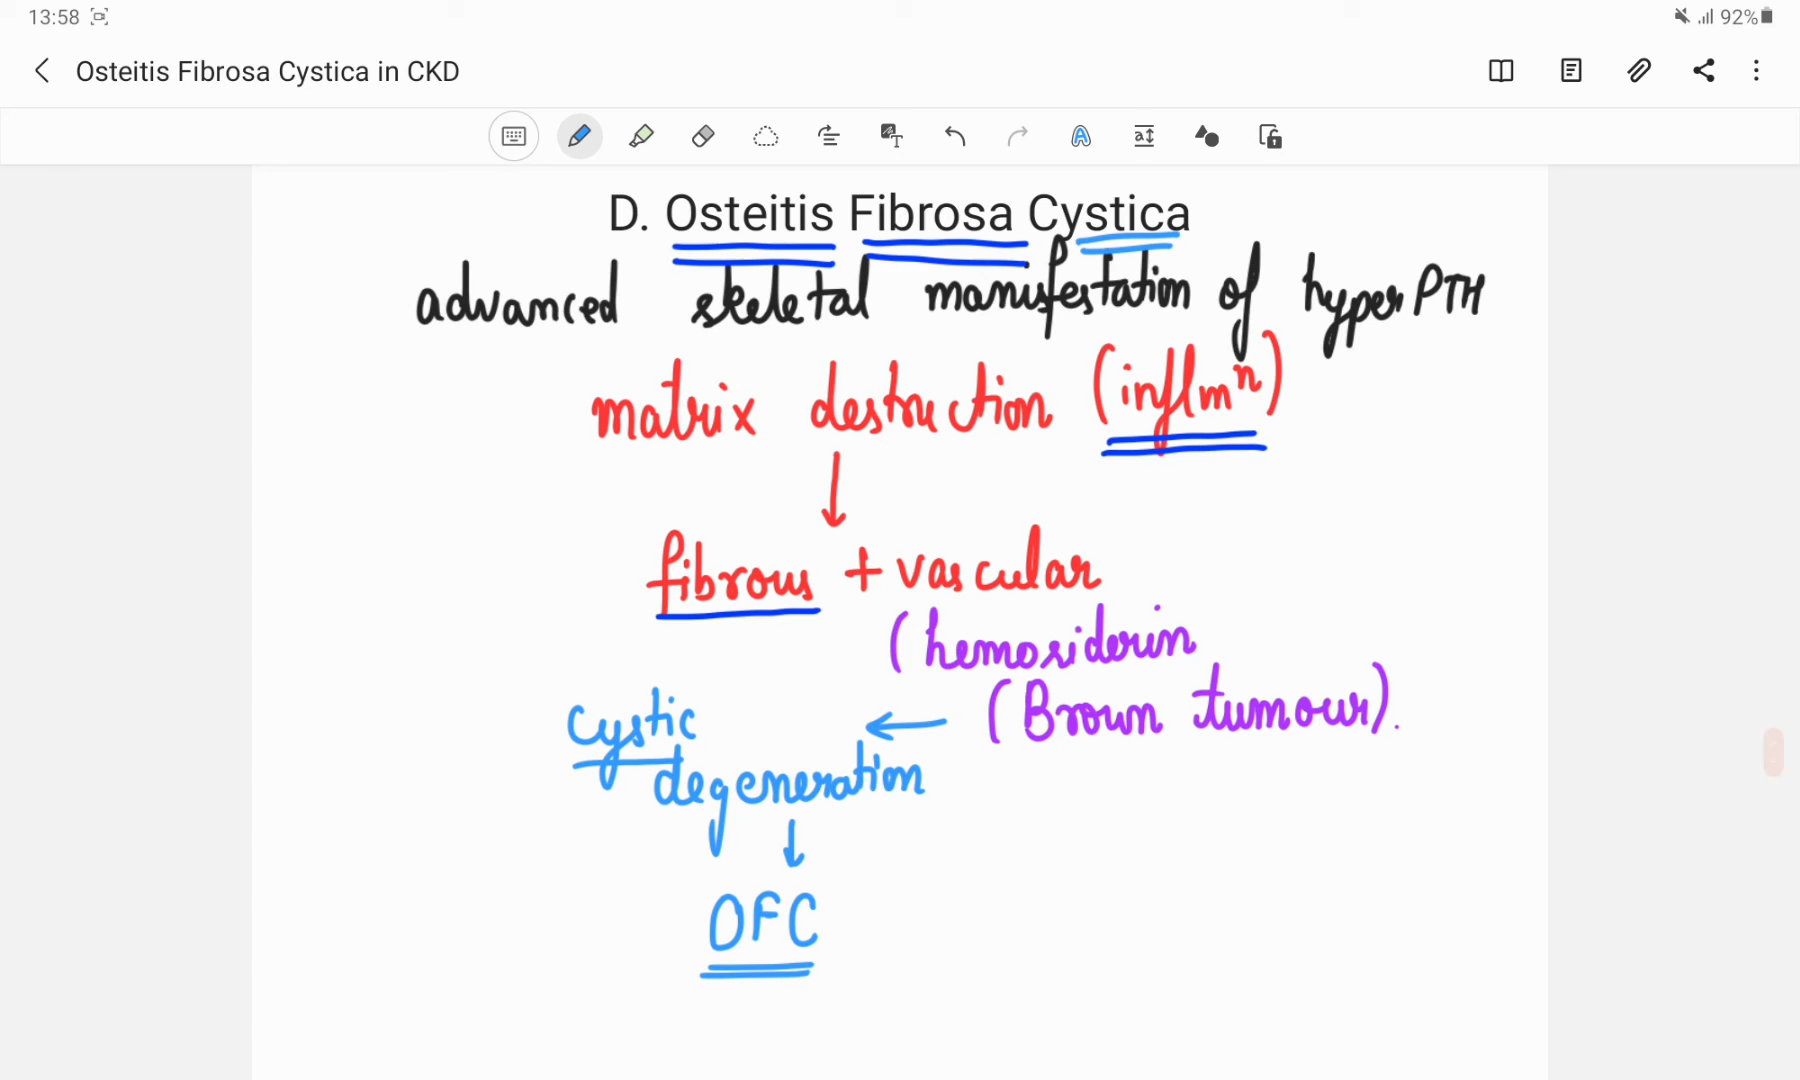 13:58
92%
Osteitis Fibrosa Cystica in CKD
D. Osteitis Fibrosa Cystica
advanced skeletal manifestation of hyperPTH
matrix destruction (inflmⁿ)
↓
fibrous + vascular
(hemosiderin
(Brown tumour).
cystic ←
degeneration
↓
OFC